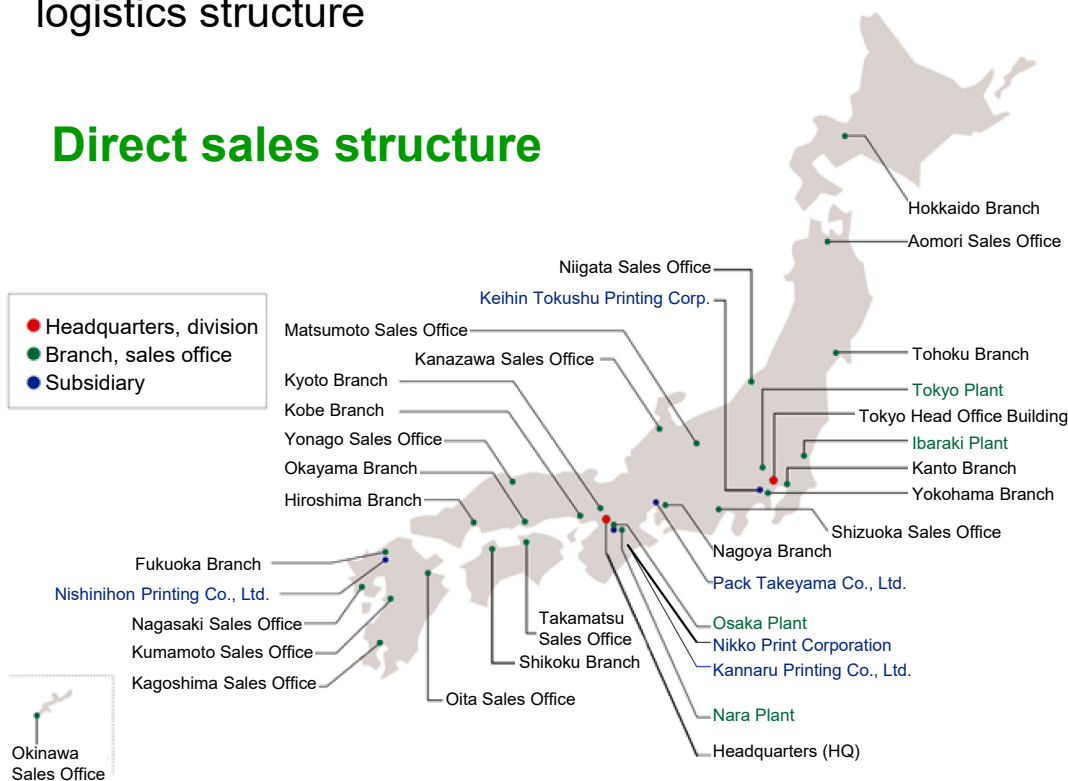 logistics structure
Direct sales structure
Headquarters, division
Branch, sales office
Subsidiary
Hokkaido Branch
Aomori Sales Office
Niigata Sales Office
Keihin Tokushu Printing Corp.
Matsumoto Sales Office
Kanazawa Sales Office
Kyoto Branch
Kobe Branch
Yonago Sales Office
Okayama Branch
Hiroshima Branch
Tohoku Branch
Tokyo Plant
Tokyo Head Office Building
Ibaraki Plant
Kanto Branch
Yokohama Branch
Shizuoka Sales Office
Nagoya Branch
Pack Takeyama Co., Ltd.
Fukuoka Branch
Nishinihon Printing Co., Ltd.
Nagasaki Sales Office
Kumamoto Sales Office
Kagoshima Sales Office
Takamatsu
Sales Office
Shikoku Branch
Oita Sales Office
Osaka Plant
Nikko Print Corporation
Kannaru Printing Co., Ltd.
Nara Plant
Headquarters (HQ)
Okinawa
Sales Office